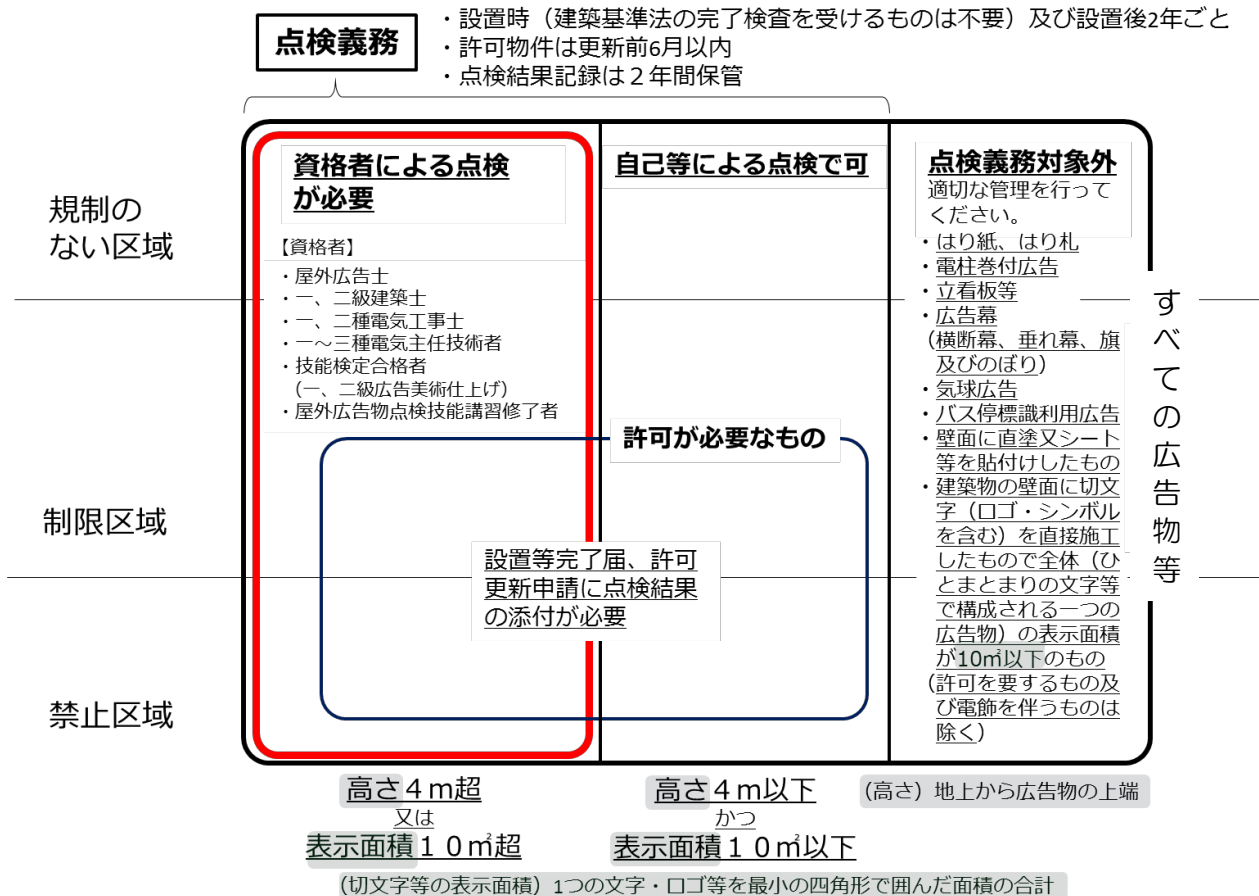 点検義務
・設置時（建築基準法の完了検査を受けるものは不要）及び設置後2年ごと
・許可物件は更新前6月以内
・点検結果記録は２年間保管
規制の
ない区域
制限区域
禁止区域
資格者による点検
が必要
【資格者】
・屋外広告士
・一、二級建築士
・一、二種電気工事士
・一～三種電気主任技術者
・技能検定合格者
（一、二級広告美術仕上げ）
・屋外広告物点検技能講習修了者
自己等による点検で可
許可が必要なもの
設置等完了届、許可
更新申請に点検結果
の添付が必要
点検義務対象外
適切な管理を行って
ください。
・はり紙、はり札
・電柱巻付広告
・立看板等
・広告幕
（横断幕、垂れ幕、旗
及びのぼり）
・気球広告
・バス停標識利用広告
・壁面に直塗又シート
等を貼付けしたもの
・建築物の壁面に切文
字（ロゴ・シンボル
を含む）を直接施工
したもので全体（ひ
とまとまりの文字等
で構成される一つの
広告物）の表示面積
が10㎡以下のもの
（許可を要するもの及
び電飾を伴うものは
除く）
すべての広告物等
高さ４ｍ超
又は
表示面積１０㎡超
高さ４ｍ以下
かつ
表示面積１０㎡以下
（高さ）地上から広告物の上端
（切文字等の表示面積）1つの文字・ロゴ等を最小の四角形で囲んだ面積の合計